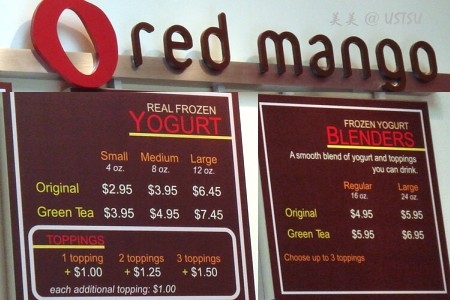 美美 @ USTSU
red mango
REAL FROZEN
YOGURT
Small Medium Large
4 oz. 8 oz. 12 oz.
Original $2.95 $3.95 $6.45
Green Tea $3.95 $4.95 $7.45
TOPPINGS
1 topping 2 toppings 3 toppings
+ $1.00 + $1.25 + $1.50
each additional topping: $1.00
FROZEN YOGURT
BLENDERS
A smooth blend of yogurt and toppings
you can drink.
Regular Large
16 oz. 24 oz.
Original $4.95 $5.95
Green Tea $5.95 $6.95
Choose up to 3 toppings